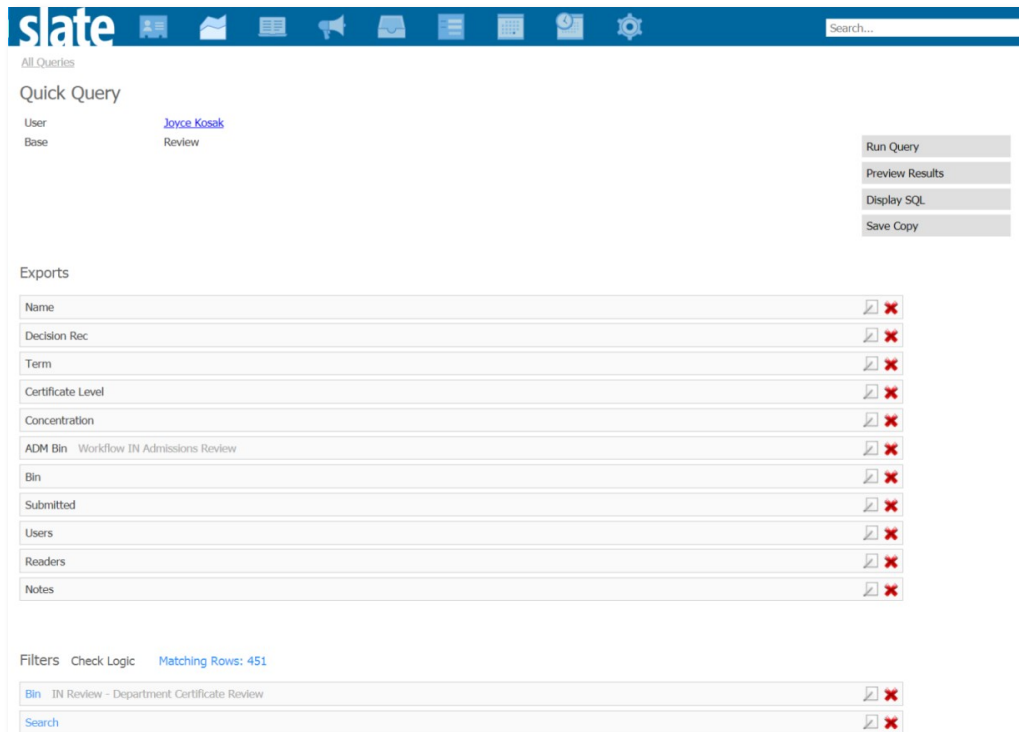 slate
Search...
All Queries
Quick Query
User Joyce Kosak
Base Review
Run Query
Preview Results
Display SQL
Save Copy
Exports
Name
Decision Rec
Term
Certificate Level
Concentration
ADM Bin Workflow IN Admissions Review
Bin
Submitted
Users
Readers
Notes
Filters Check Logic Matching Rows: 451
Bin IN Review - Department Certificate Review
Search